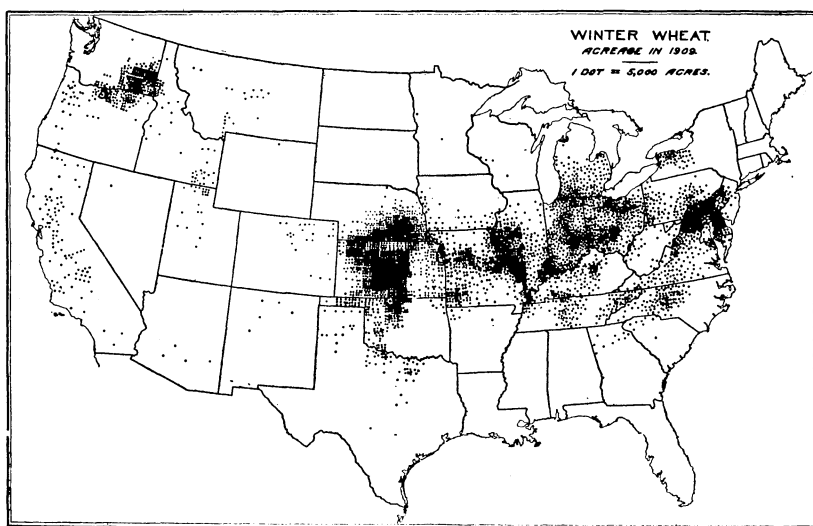 WINTER WHEAT.
ACREAGE IN 1909.
1 DOT = 5,000 ACRES.